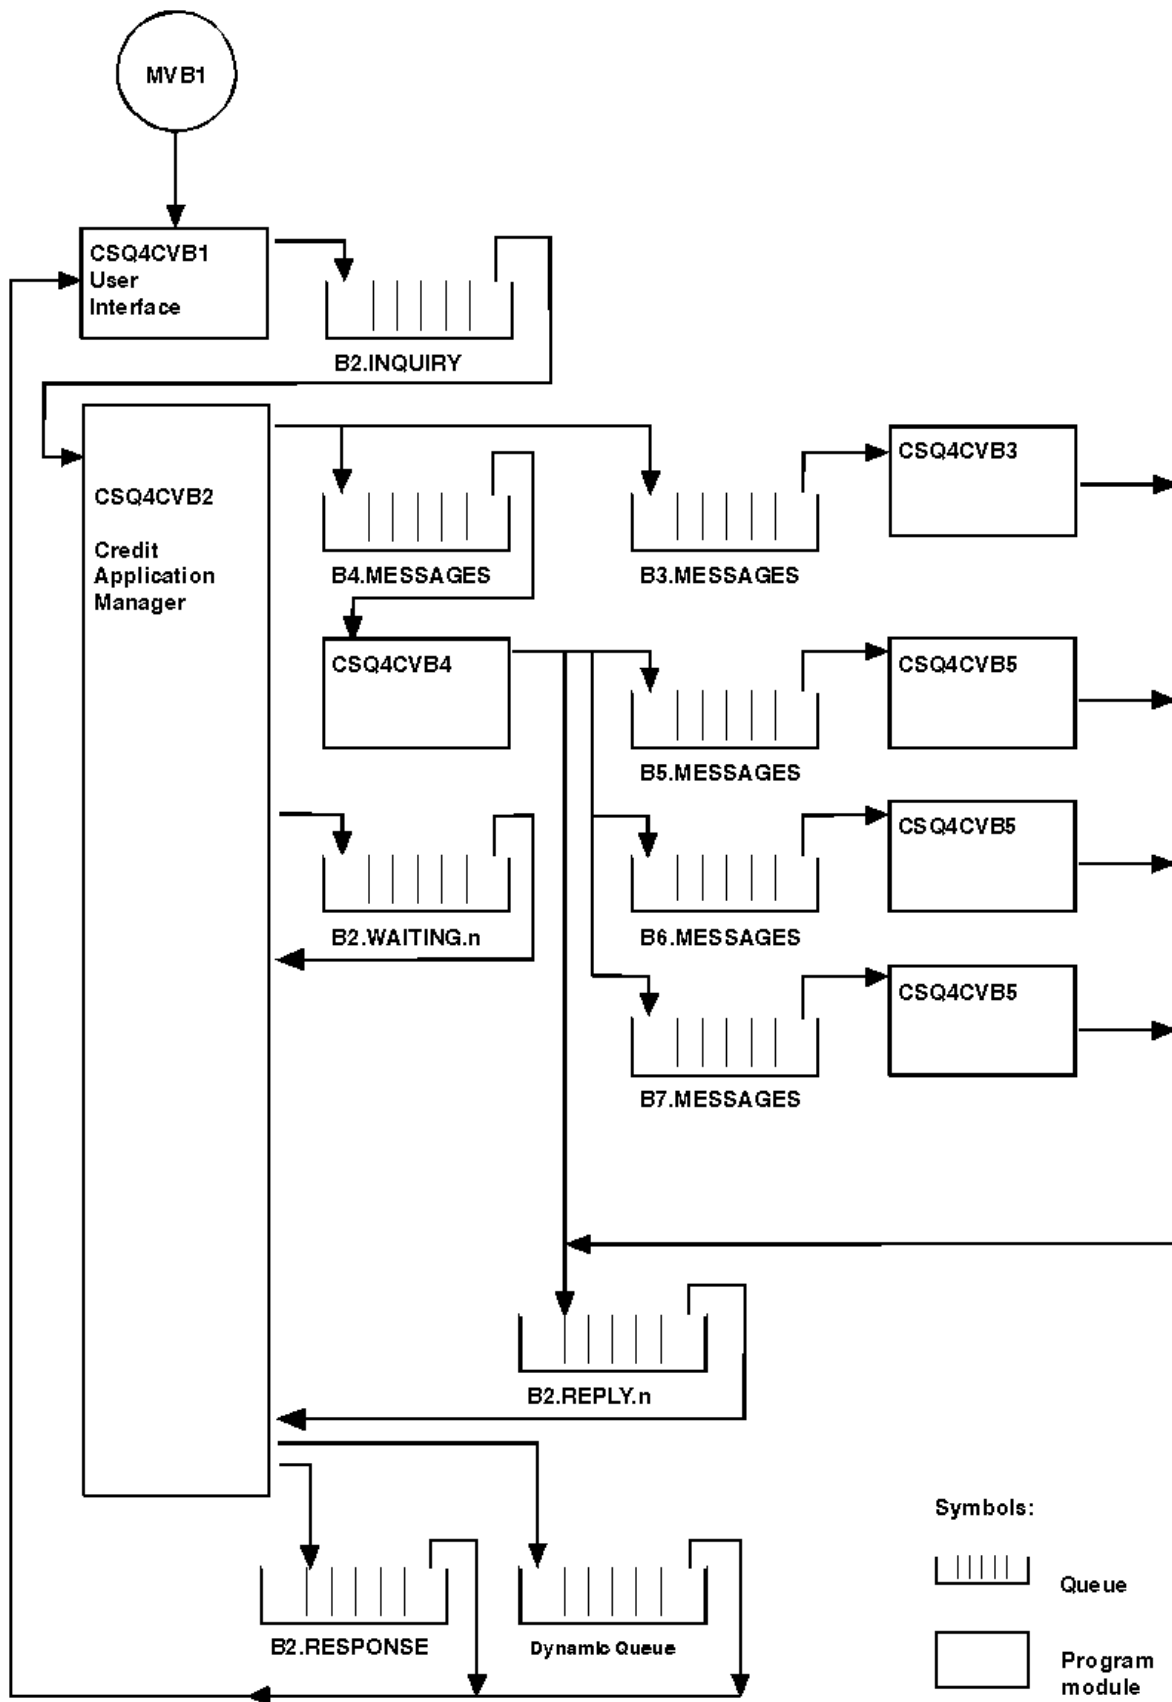 MVB1
CSQ4CVB1
User
Interface
B2.INQUIRY
CSQ4CVB2
Credit
Application
Manager
B4.MESSAGES
B3.MESSAGES
CSQ4CVB3
CSQ4CVB4
B5.MESSAGES
CSQ4CVB5
B2.WAITING.n
B6.MESSAGES
CSQ4CVB5
B7.MESSAGES
CSQ4CVB5
B2.REPLY.n
B2.RESPONSE
Dynamic Queue
Symbols:
Queue
Program
module